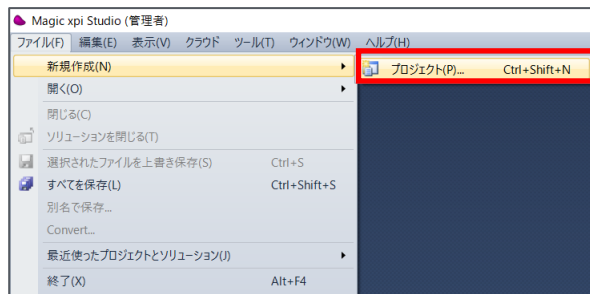 Magic xpi Studio (管理者)
ファイル(F) 編集(E) 表示(V) クラウド ツール(T) ウィンドウ(W) ヘルプ(H)
新規作成(N) プロジェクト(P)... Ctrl+Shift+N
開く(O)
閉じる(C)
ソリューションを閉じる(T)
選択されたファイルを上書き保存(S) Ctrl+S
すべてを保存(L) Ctrl+Shift+S
別名で保存...
Convert...
最近使ったプロジェクトとソリューション(J)
終了(X) Alt+F4